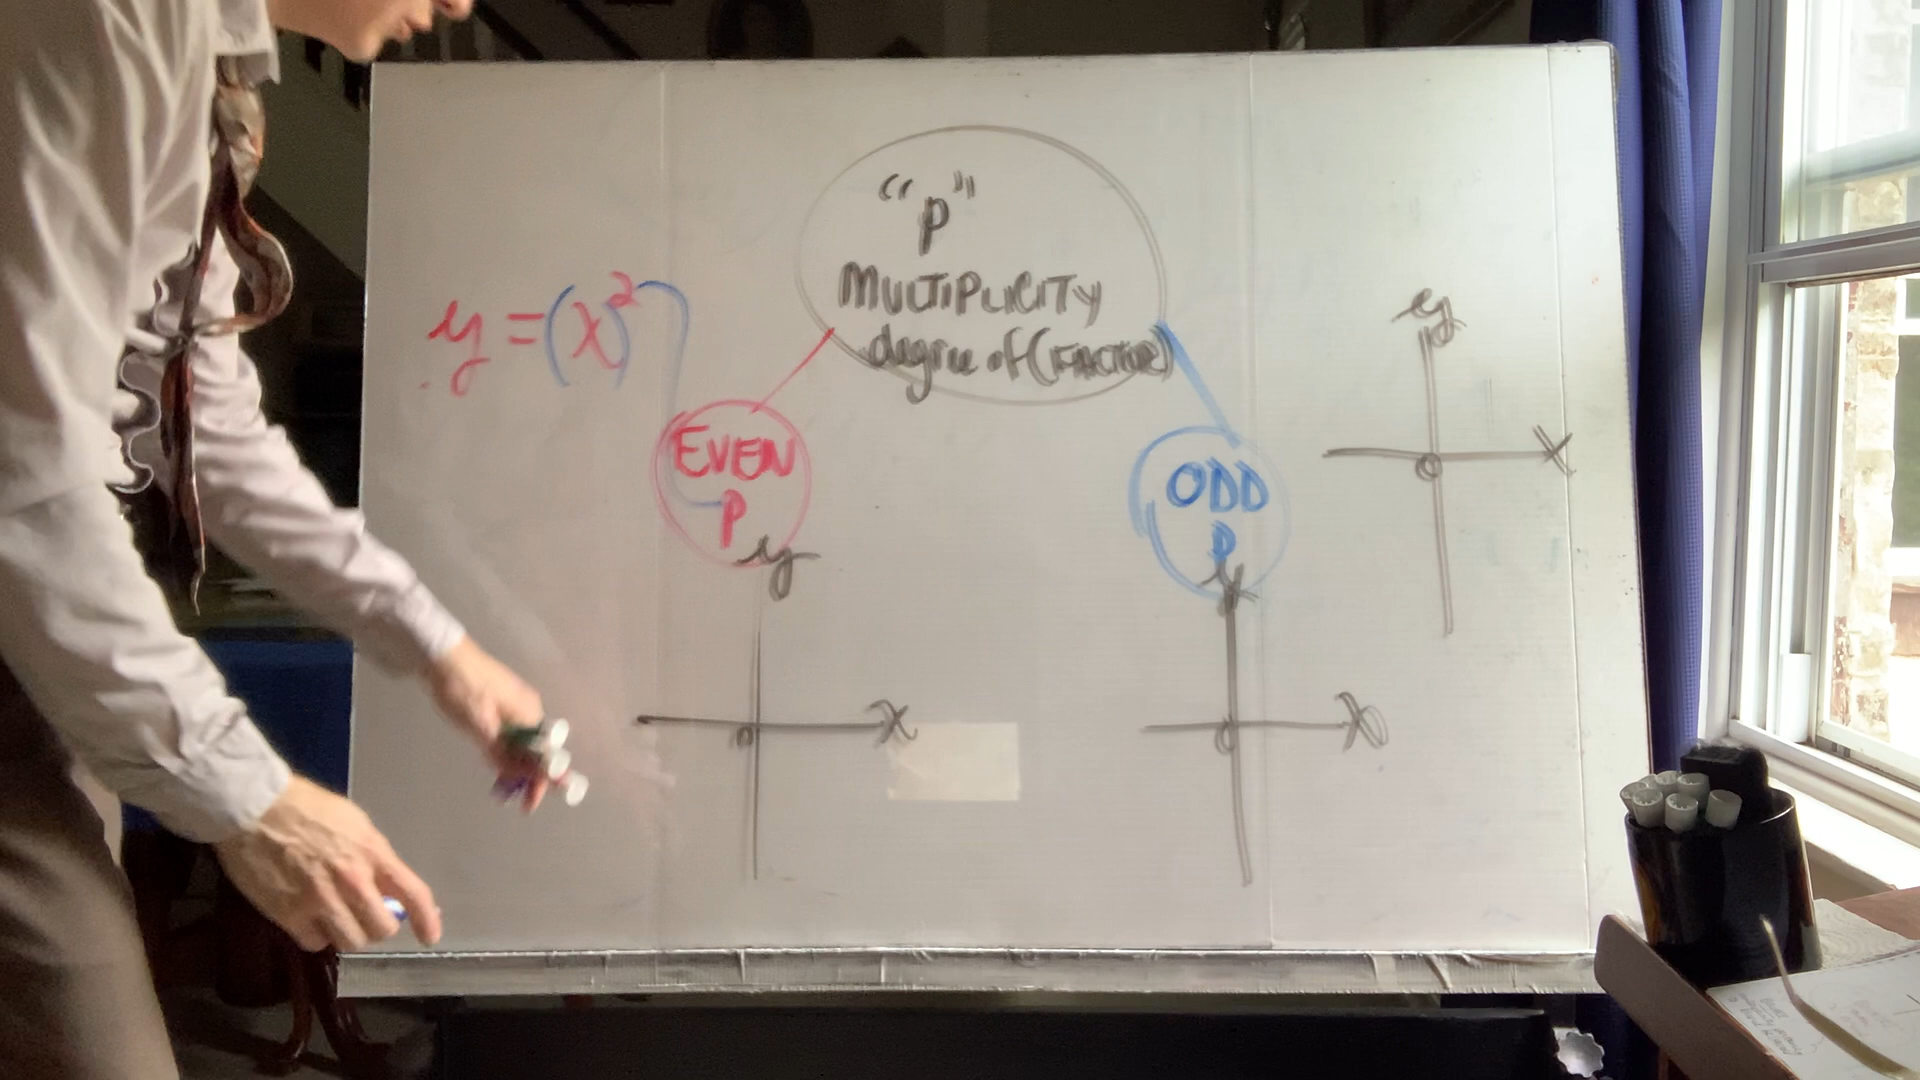 "p"
MULTIPLICITY
degree of (FACTOR)
y = (x)²
EVEN
P
ODD
P
y
x
0
y
x
0
y
x
0